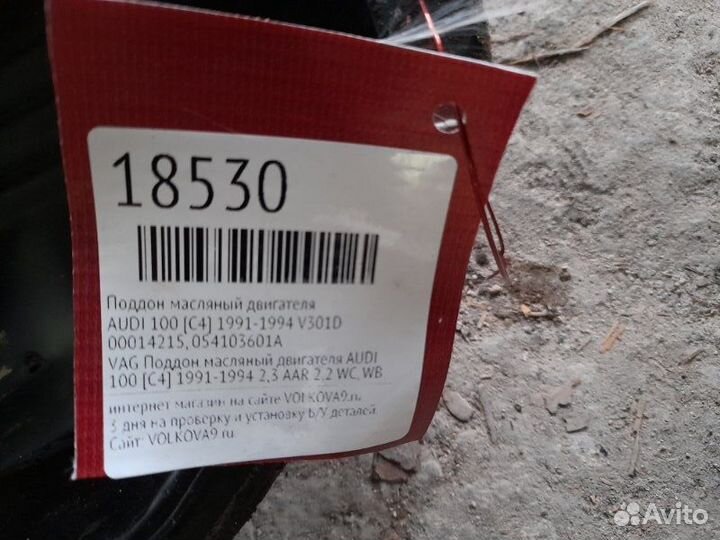 18530
Поддон масляный двигателя
AUDI 100 [C4] 1991-1994 V301D
00014215,054103601A
VAG Поддон масляный двигателя AUDI
100 [C4] 1991-1994 2,3 AAR 2,2 WC, WB
интернет магазин на сайте VOLKOVA9.ru
3 дня на проверку и установку Б/У деталей.
Сайт: VOLKOVA9.ru.
Avito